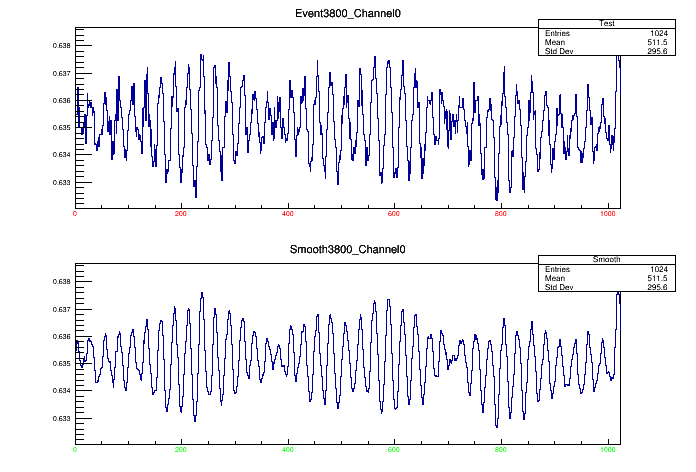 Event3800_Channel0
Test
Entries 1024
Mean 511.5
Std Dev 295.6
0.638
0.637
0.636
0.635
0.634
0.633
0 200 400 600 800 1000
Smooth3800_Channel0
Smooth
Entries 1024
Mean 511.5
Std Dev 295.6
0.638
0.637
0.636
0.635
0.634
0.633
0 200 400 600 800 1000